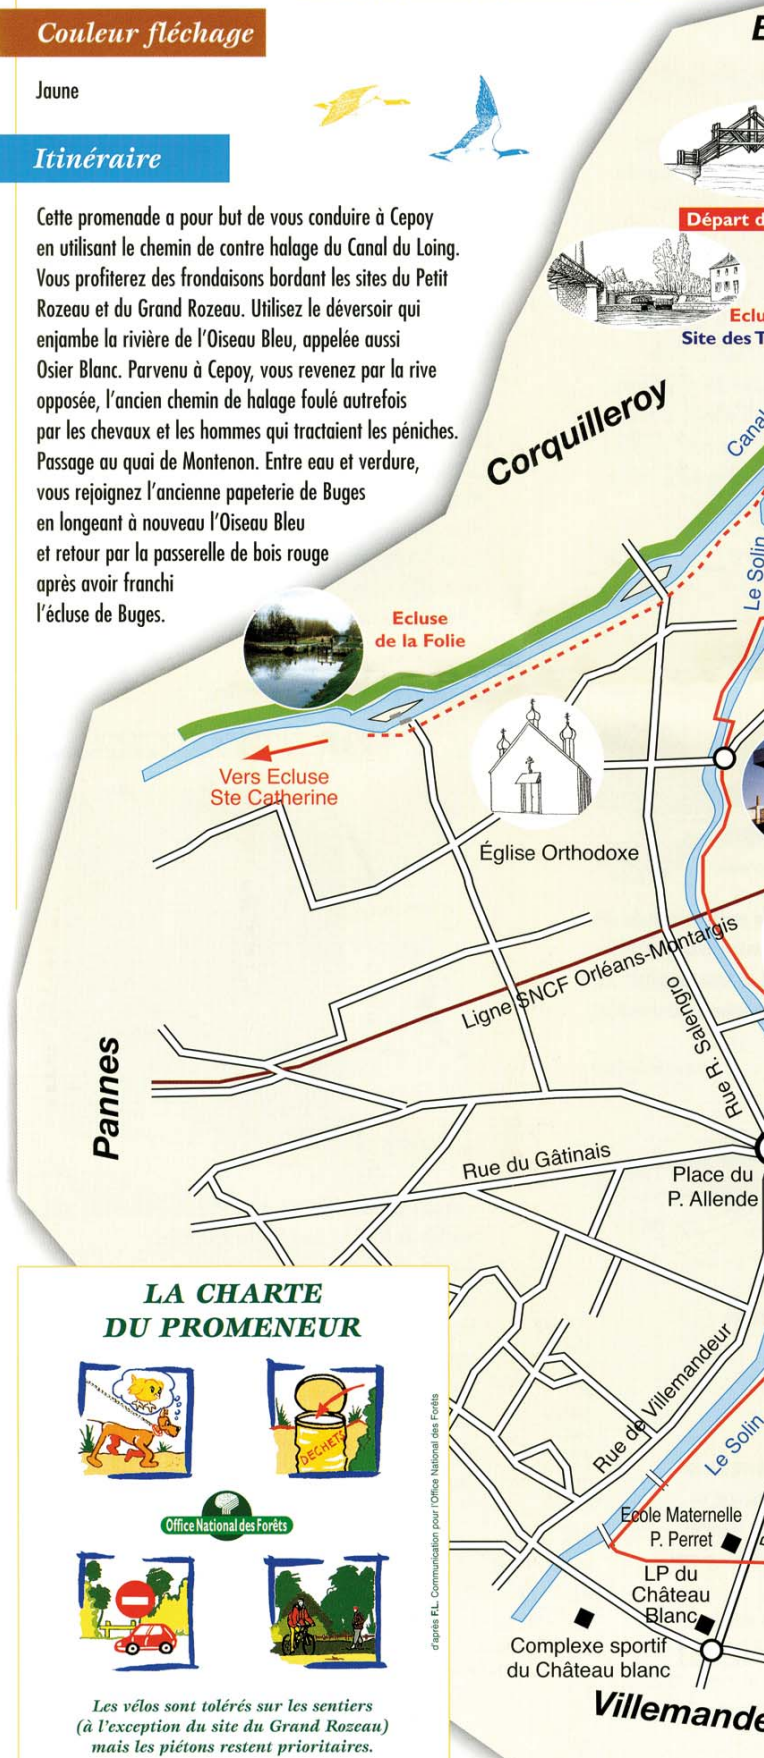 Couleur fléchage
Jaune
Itinéraire
Cette promenade a pour but de vous conduire à Cepoy
en utilisant le chemin de contre halage du Canal du Loing.
Vous profiterez des frondaisons bordant les sites du Petit
Rozeau et du Grand Rozeau. Utilisez le déversoir qui
enjambe la rivière de l'Oiseau Bleu, appelée aussi
Osier Blanc. Parvenu à Cepoy, vous revenez par la rive
opposée, l'ancien chemin de halage foulé autrefois
par les chevaux et les hommes qui tractaient les péniches.
Passage au quai de Montenon. Entre eau et verdure,
vous rejoignez l'ancienne papeterie de Buges
en longeant à nouveau l'Oiseau Bleu
et retour par la passerelle de bois rouge
après avoir franchi
l'écluse de Buges.
Départ d
Eclu
Site des T
Corquilleroy
Canal
Le Solin
Ecluse
de la Folie
Vers Ecluse
Ste Catherine
Église Orthodoxe
Ligne SNCF Orléans-Montargis
Rue R. Salengro
Pannes
Rue du Gâtinais
Place du
P. Allende
Rue de Villemandeur
Le Solin
Ecole Maternelle
P. Perret
LP du
Château
Blanc
Complexe sportif
du Château blanc
Villemande
LA CHARTE
DU PROMENEUR
DECHETS
Office National des Forêts
d'après F.L. Communication pour l'Office National des Forêts
Les vélos sont tolérés sur les sentiers
(à l'exception du site du Grand Rozeau)
mais les piétons restent prioritaires.